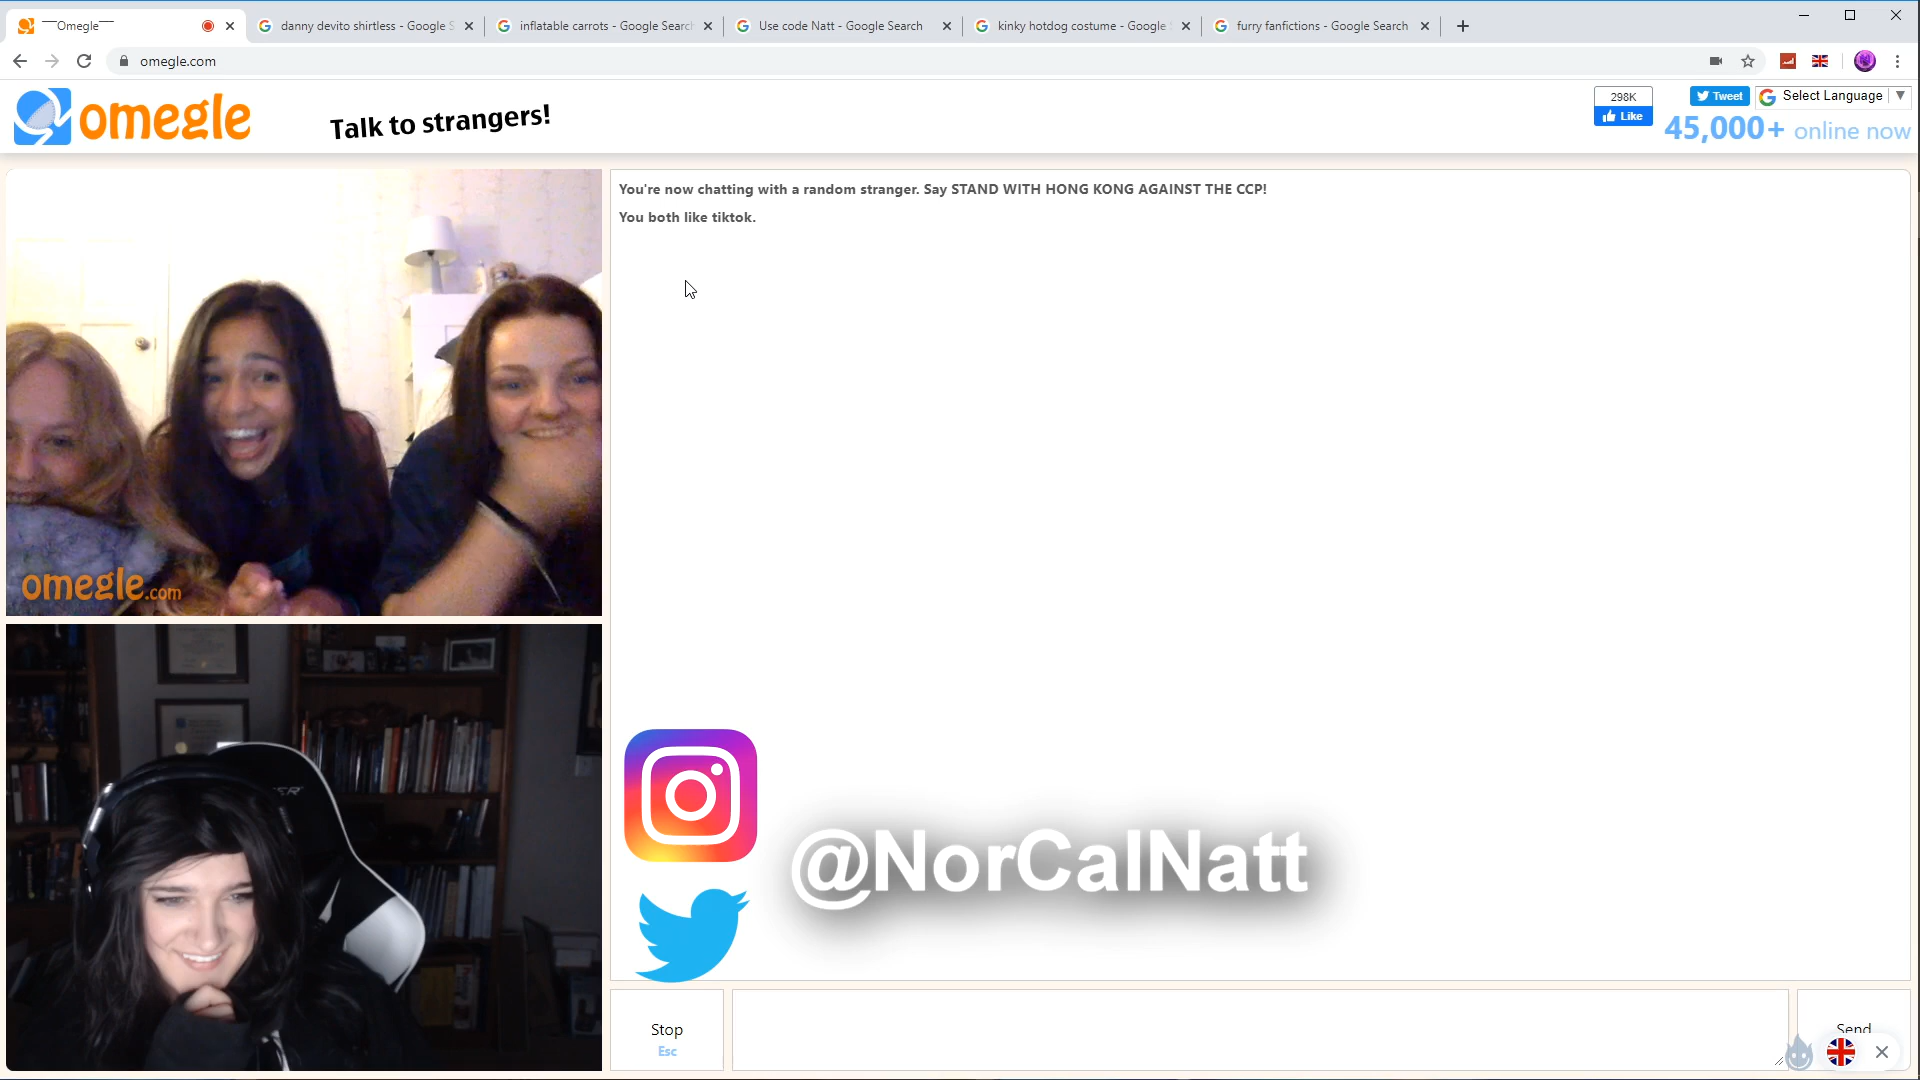 Omegle
danny devito shirtless - Google S
inflatable carrots - Google Search
Use code Natt - Google Search
kinky hotdog costume - Google
furry fanfictions - Google Search
omegle.com
omegle
Talk to strangers!
298K
Like
Tweet
Select Language
45,000+ online now
You're now chatting with a random stranger. Say STAND WITH HONG KONG AGAINST THE CCP!
You both like tiktok.
omegle.com
@NorCalNatt
Stop
Esc
Send